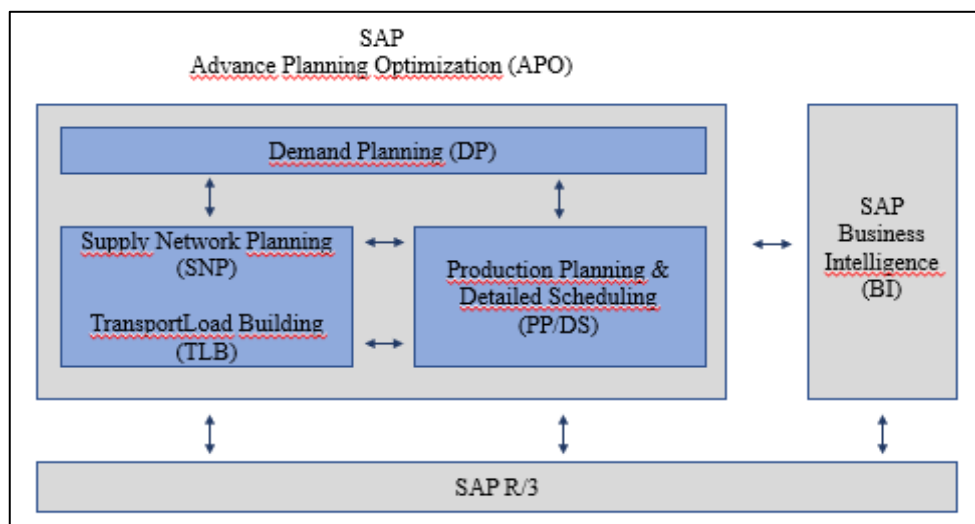 SAP
Advance Planning Optimization (APO)
Demand Planning (DP)
Supply Network Planning
(SNP)
TransportLoad Building
(TLB)
Production Planning &
Detailed Scheduling
(PP/DS)
SAP
Business
Intelligence
(BI)
SAP R/3